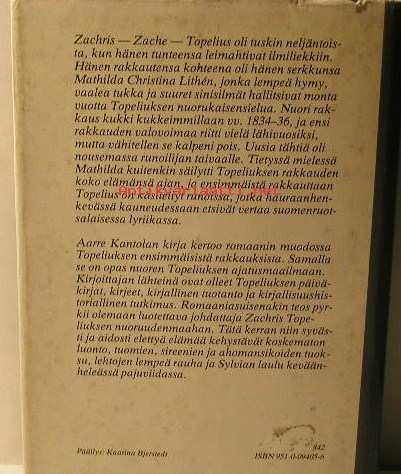 Zachris — Zache — Topelius oli tuskin neljäntois-
ta, kun hänen tunteensa leimahtivat ilmiliekkiin.
Hänen rakkautensa kohteena oli hänen serkkunsa
Mathilda Christina Lithén, jonka lempeä hymy,
vaalea tukka ja suuret sinisilmät hallitsivat monta
vuotta Topeliuksen nuorukaisensielua. Nuori rak-
kaus kukki kukkeimmillaan vv. 1834–36, ja ensi
rakkauden valovoimaa riitti vielä lähivuosiksi,
mutta vähitellen se kalpeni pois. Uusia tähtiä oli
nousemassa runoilijan taivaalle. Tietyssä mielessä
Mathilda kuitenkin säilytti Topeliuksen rakkauden
koko elämänsä ajan, ja ensimmäistä rakkauttaan
Topelius on käsitellyt runoissa, jotka hauraanhen-
kevässä kauneudessaan etsivät vertaa suomenruot-
salaisessa lyriikassa.
Aarre Kantolan kirja kertoo romaanin muodossa
Topeliuksen ensimmäisistä rakkauksista. Samalla
se on opas nuoren Topeliuksen ajatusmaailmaan.
Kirjoittajan lähteinä ovat olleet Topeliuksen päivä-
kirjat, kirjeet, kirjallinen tuotanto ja kirjallisuushis-
toriallinen tutkimus. Romaaniasuisenakin teos pyr-
kii olemaan luotettava johdattaja Zachris Tope-
liuksen nuoruudenmaahan. Tätä kerran niin syväs-
ti ja aidosti elettyä elämää kehystävät koskematon
luonto, tuomien, sireenien ja ahomansikoiden tuok-
su, lehtojen lempeä rauha ja Sylvian laulu kevään-
heleässä pajuviidassa.
Päällys: Kaarina Bjerstedt
842
ISBN 951-0-09405-6